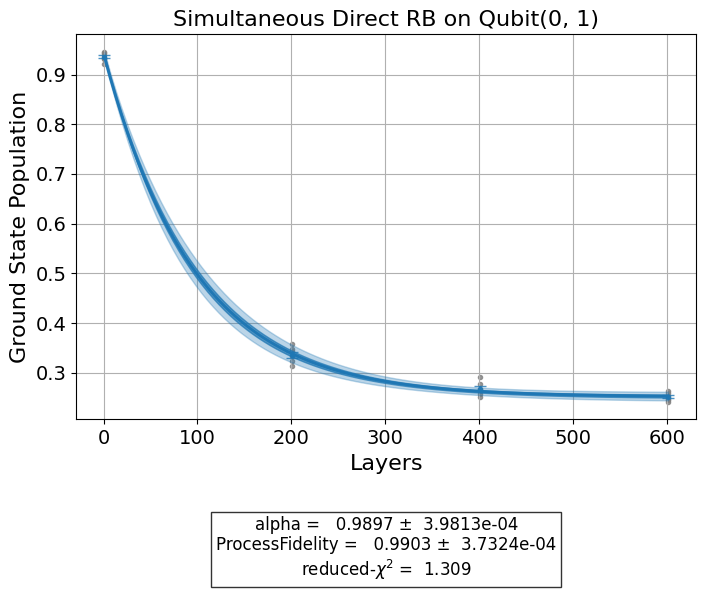 Simultaneous Direct RB on Qubit(0, 1)
Ground State Population
0.9
0.8
0.7
0.6
0.5
0.4
0.3
0 100 200 300 400 500 600
Layers
alpha = 0.9897 ± 3.9813e-04
ProcessFidelity = 0.9903 ± 3.7324e-04
reduced-χ² = 1.309